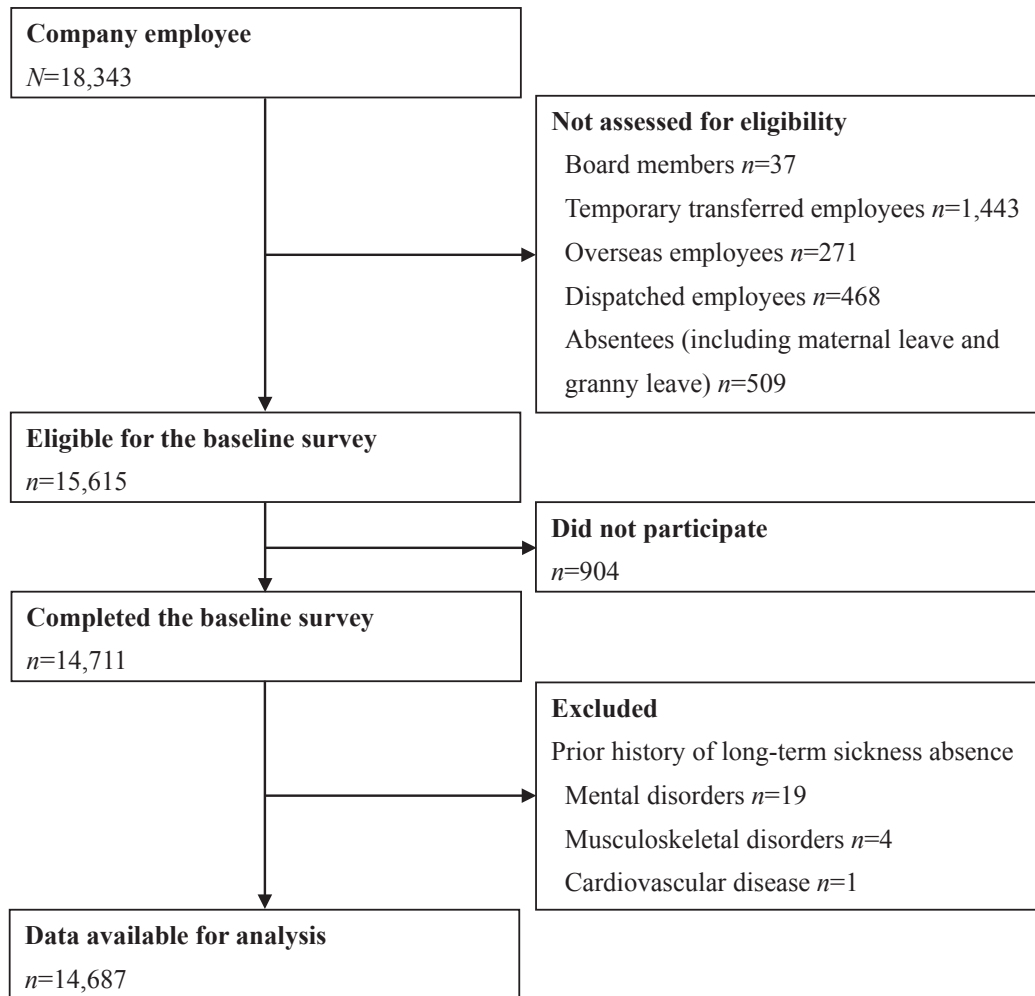 Company employee
N=18,343
Not assessed for eligibility
Board members n=37
Temporary transferred employees n=1,443
Overseas employees n=271
Dispatched employees n=468
Absentees (including maternal leave and
granny leave) n=509
Eligible for the baseline survey
n=15,615
Did not participate
n=904
Completed the baseline survey
n=14,711
Excluded
Prior history of long-term sickness absence
Mental disorders n=19
Musculoskeletal disorders n=4
Cardiovascular disease n=1
Data available for analysis
n=14,687